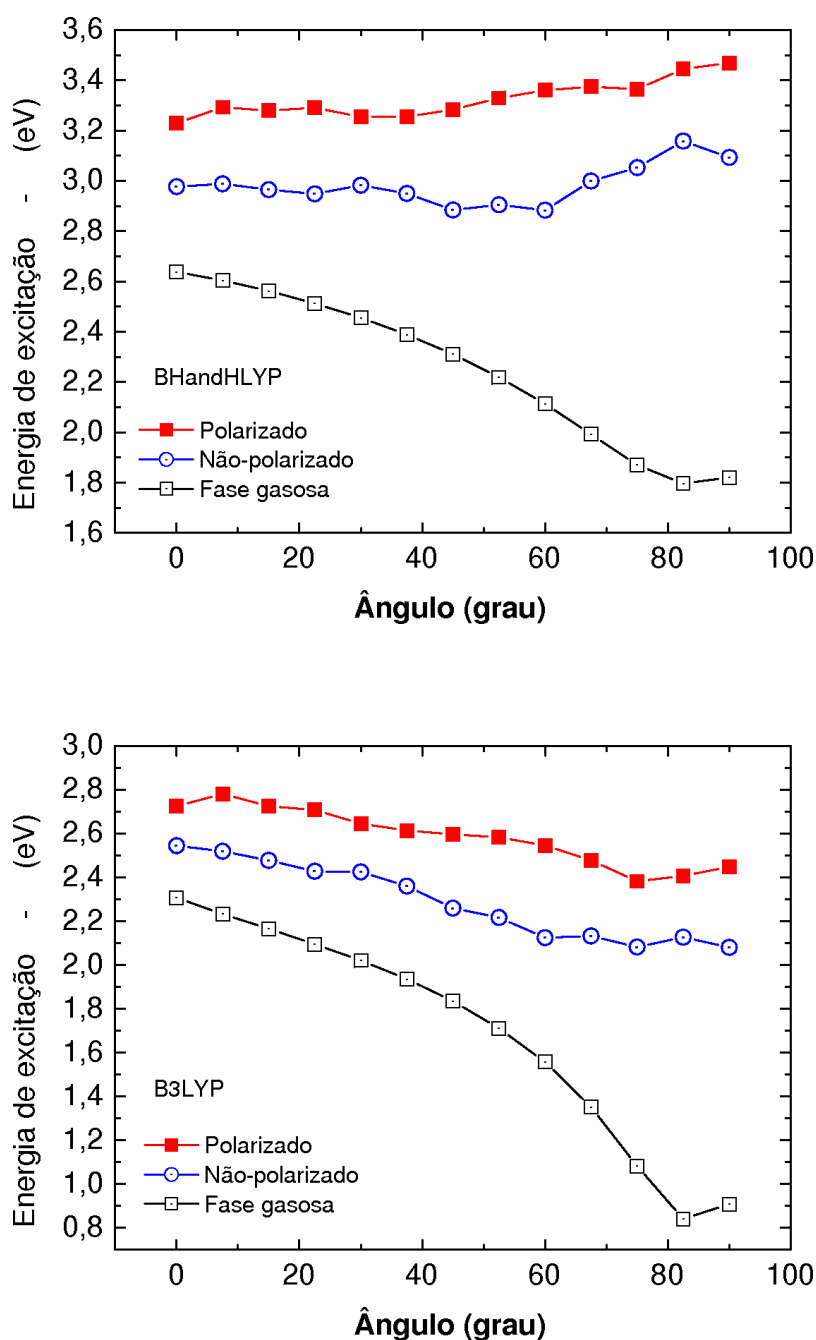 3,6
3,4
3,2
3,0
2,8
2,6
2,4
2,2
2,0
1,8
1,6
Energia de excitação - (eV)
BHandHLYP
Polarizado
Não-polarizado
Fase gasosa
0 20 40 60 80 100
Ângulo (grau)
3,0
2,8
2,6
2,4
2,2
2,0
1,8
1,6
1,4
1,2
1,0
0,8
Energia de excitação - (eV)
B3LYP
Polarizado
Não-polarizado
Fase gasosa
0 20 40 60 80 100
Ângulo (grau)